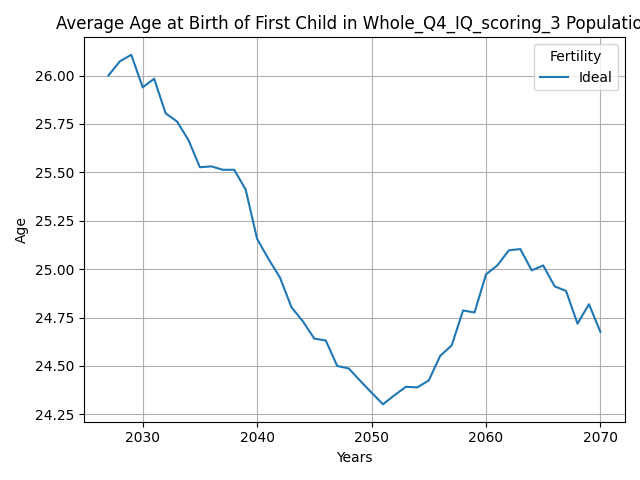 Average Age at Birth of First Child in Whole_Q4_IQ_scoring_3 Populatio
Fertility
Ideal
26.00
25.75
25.50
25.25
25.00
24.75
24.50
24.25
Age
2030 2040 2050 2060 2070
Years